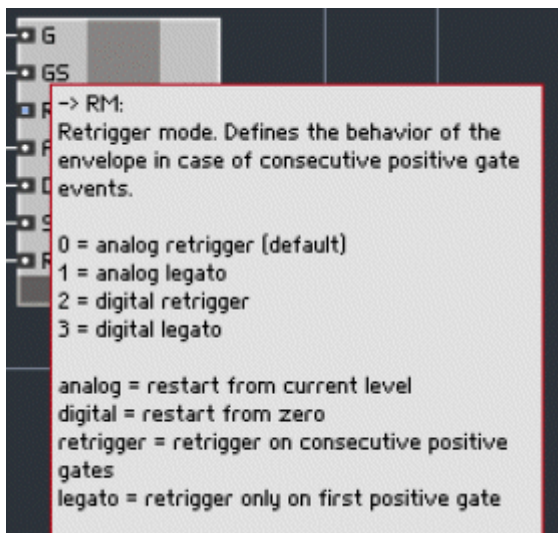 G
GS
R
-> RM:
Retrigger mode. Defines the behavior of the
envelope in case of consecutive positive gate
events.
0 = analog retrigger (default)
1 = analog legato
2 = digital retrigger
3 = digital legato
analog = restart from current level
digital = restart from zero
retrigger = retrigger on consecutive positive
gates
legato = retrigger only on first positive gate